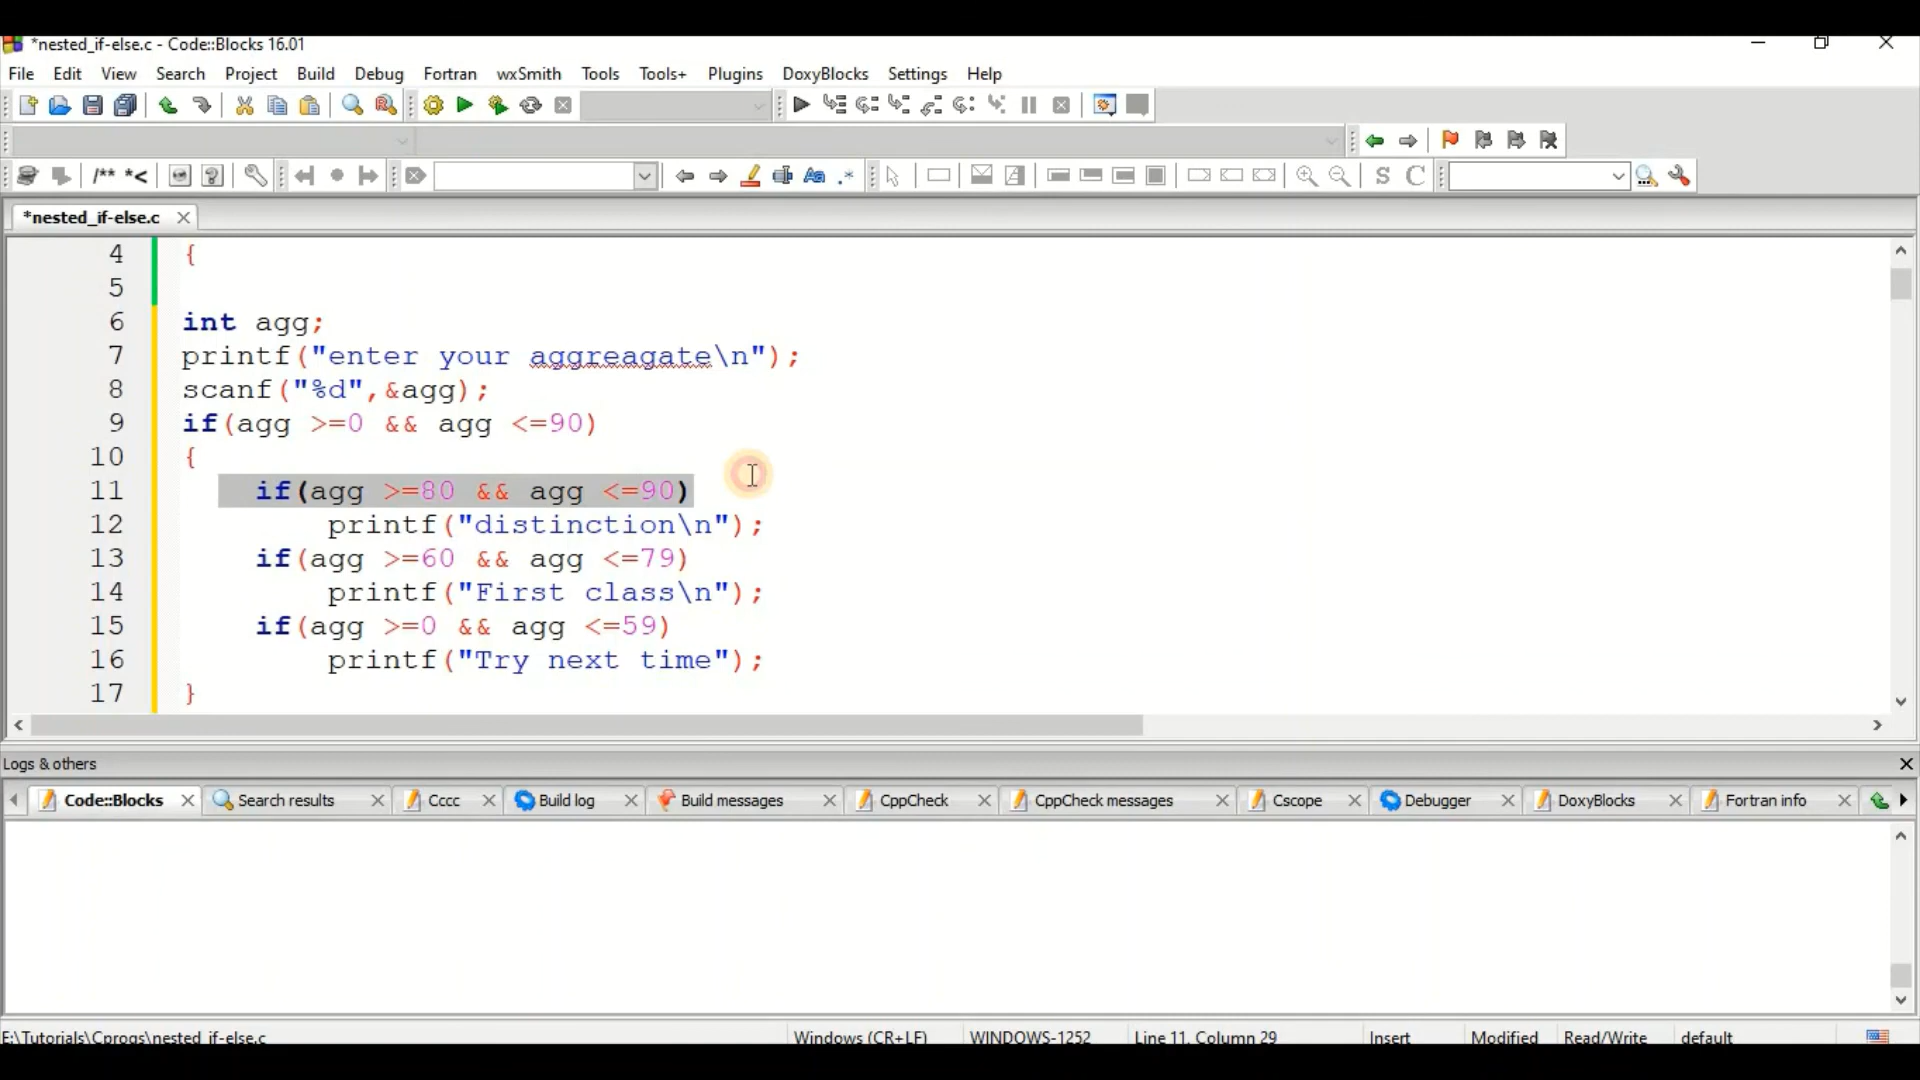 *nested_if-else.c - Code::Blocks 16.01
File Edit View Search Project Build Debug Fortran wxSmith Tools Tools+ Plugins DoxyBlocks Settings Help
/** *<
Aa .*
S C
*nested_if-else.c
4 {
5
6 int agg;
7 printf("enter your aggreagate\n");
8 scanf("%d",&agg);
9 if(agg >=0 && agg <=90)
10 {
11 if(agg >=80 && agg <=90)
12 printf("distinction\n");
13 if(agg >=60 && agg <=79)
14 printf("First class\n");
15 if(agg >=0 && agg <=59)
16 printf("Try next time");
17 }
Logs & others
Code::Blocks Search results Cccc Build log Build messages CppCheck CppCheck messages Cscope Debugger DoxyBlocks Fortran info
E:\Tutorials\Cprogs\nested_if-else.c Windows (CR+LF) WINDOWS-1252 Line 11, Column 29 Insert Modified Read/Write default